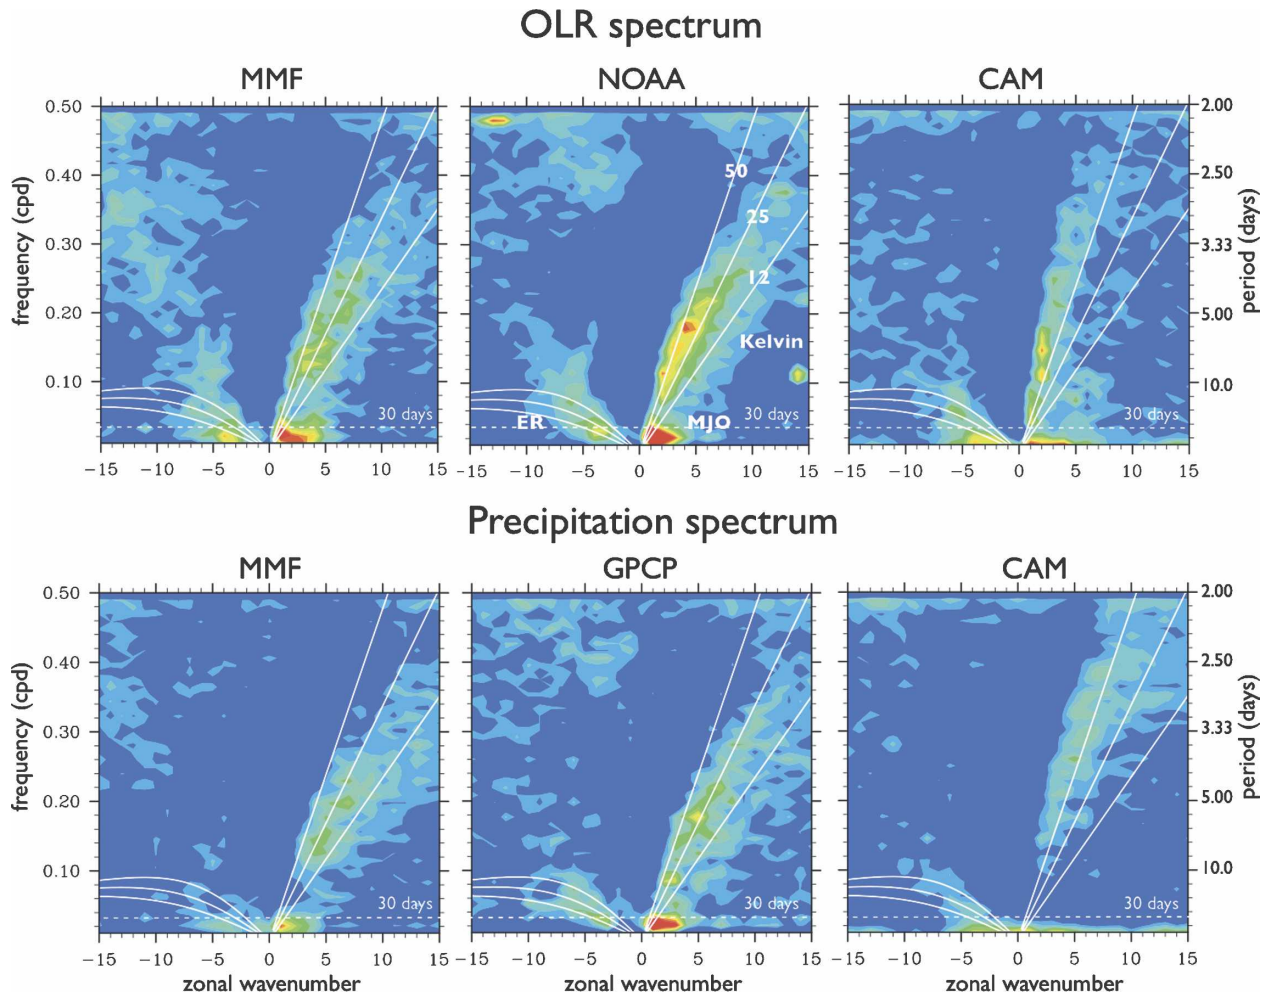 OLR spectrum
MMF NOAA CAM
0.50 2.00
0.40 50 2.50
0.30 25 3.33
0.20 12 5.00
Kelvin
0.10 10.0
30 days ER MJO 30 days 30 days
frequency (cpd) period (days)
−15 −10 −5 0 5 10 15 −15 −10 −5 0 5 10 15 −15 −10 −5 0 5 10 15
Precipitation spectrum
MMF GPCP CAM
0.50 2.00
0.40 2.50
0.30 3.33
0.20 5.00
0.10 10.0
30 days 30 days 30 days
frequency (cpd) period (days)
−15 −10 −5 0 5 10 15 −15 −10 −5 0 5 10 15 −15 −10 −5 0 5 10 15
zonal wavenumber zonal wavenumber zonal wavenumber